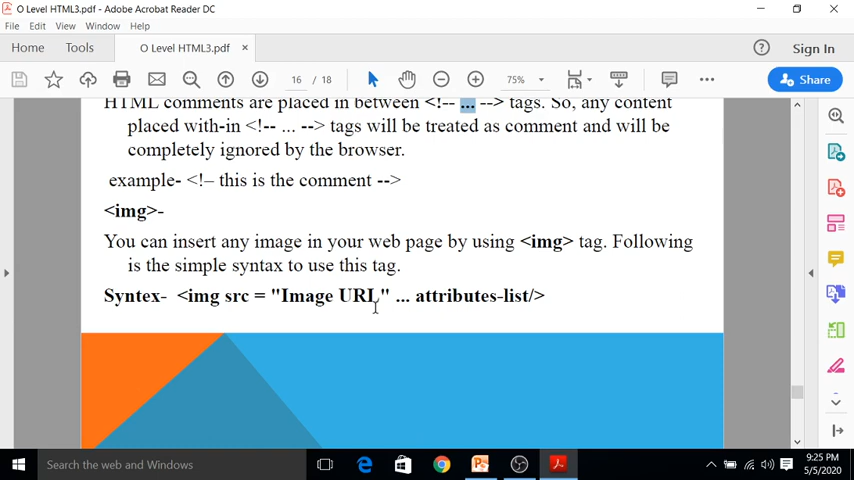 O Level HTML3.pdf - Adobe Acrobat Reader DC
File Edit View Window Help
Home Tools O Level HTML3.pdf × Sign In
16 / 18 75% Share
HTML comments are placed in between <!-- ... --> tags. So, any content
placed with-in <!-- ... --> tags will be treated as comment and will be
completely ignored by the browser.
example- <!– this is the comment -->
<img>-
You can insert any image in your web page by using <img> tag. Following
is the simple syntax to use this tag.
Syntex- <img src = "Image URL" ... attributes-list/>
Search the web and Windows
9:25 PM
5/5/2020